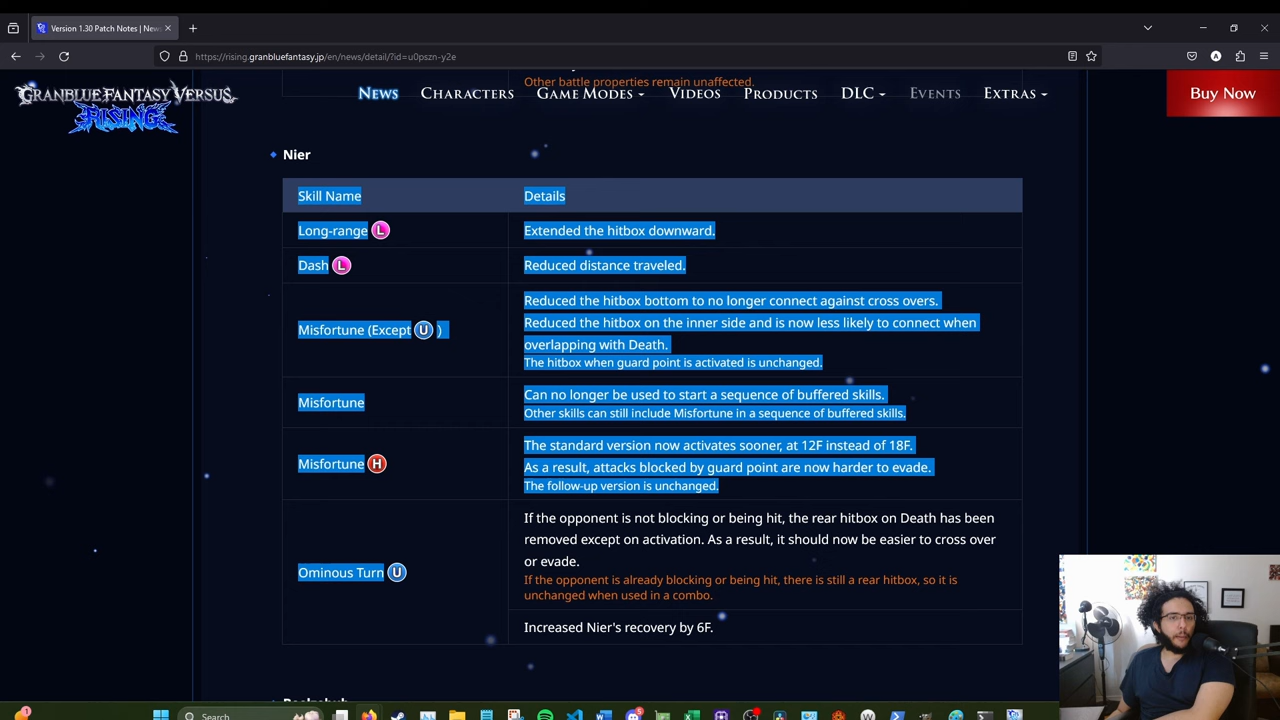 Version 1.30 Patch Notes | New
https://rising.granbluefantasy.jp/en/news/detail/?id=u0pszn-y2e
A
Other battle properties remain unaffected.
GRANBLUE FANTASY VERSUS
RISING
NEWS
CHARACTERS
GAME MODES
VIDEOS
PRODUCTS
DLC
EVENTS
EXTRAS
Buy Now
Nier
Skill Name
Details
Long-range L
Extended the hitbox downward.
Dash L
Reduced distance traveled.
Misfortune (Except U )
Reduced the hitbox bottom to no longer connect against cross overs.
Reduced the hitbox on the inner side and is now less likely to connect when
overlapping with Death.
The hitbox when guard point is activated is unchanged.
Misfortune
Can no longer be used to start a sequence of buffered skills.
Other skills can still include Misfortune in a sequence of buffered skills.
Misfortune H
The standard version now activates sooner, at 12F instead of 18F.
As a result, attacks blocked by guard point are now harder to evade.
The follow-up version is unchanged.
Ominous Turn U
If the opponent is not blocking or being hit, the rear hitbox on Death has been
removed except on activation. As a result, it should now be easier to cross over
or evade.
If the opponent is already blocking or being hit, there is still a rear hitbox, so it is
unchanged when used in a combo.
Increased Nier's recovery by 6F.
Search